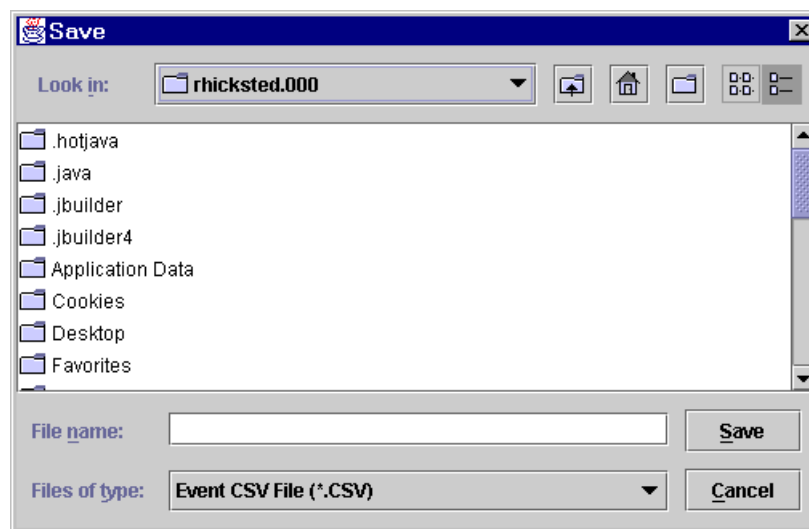 Save
Look in: rhicksted.000
.hotjava
.java
.jbuilder
.jbuilder4
Application Data
Cookies
Desktop
Favorites
File name: Save
Files of type: Event CSV File (*.CSV) Cancel